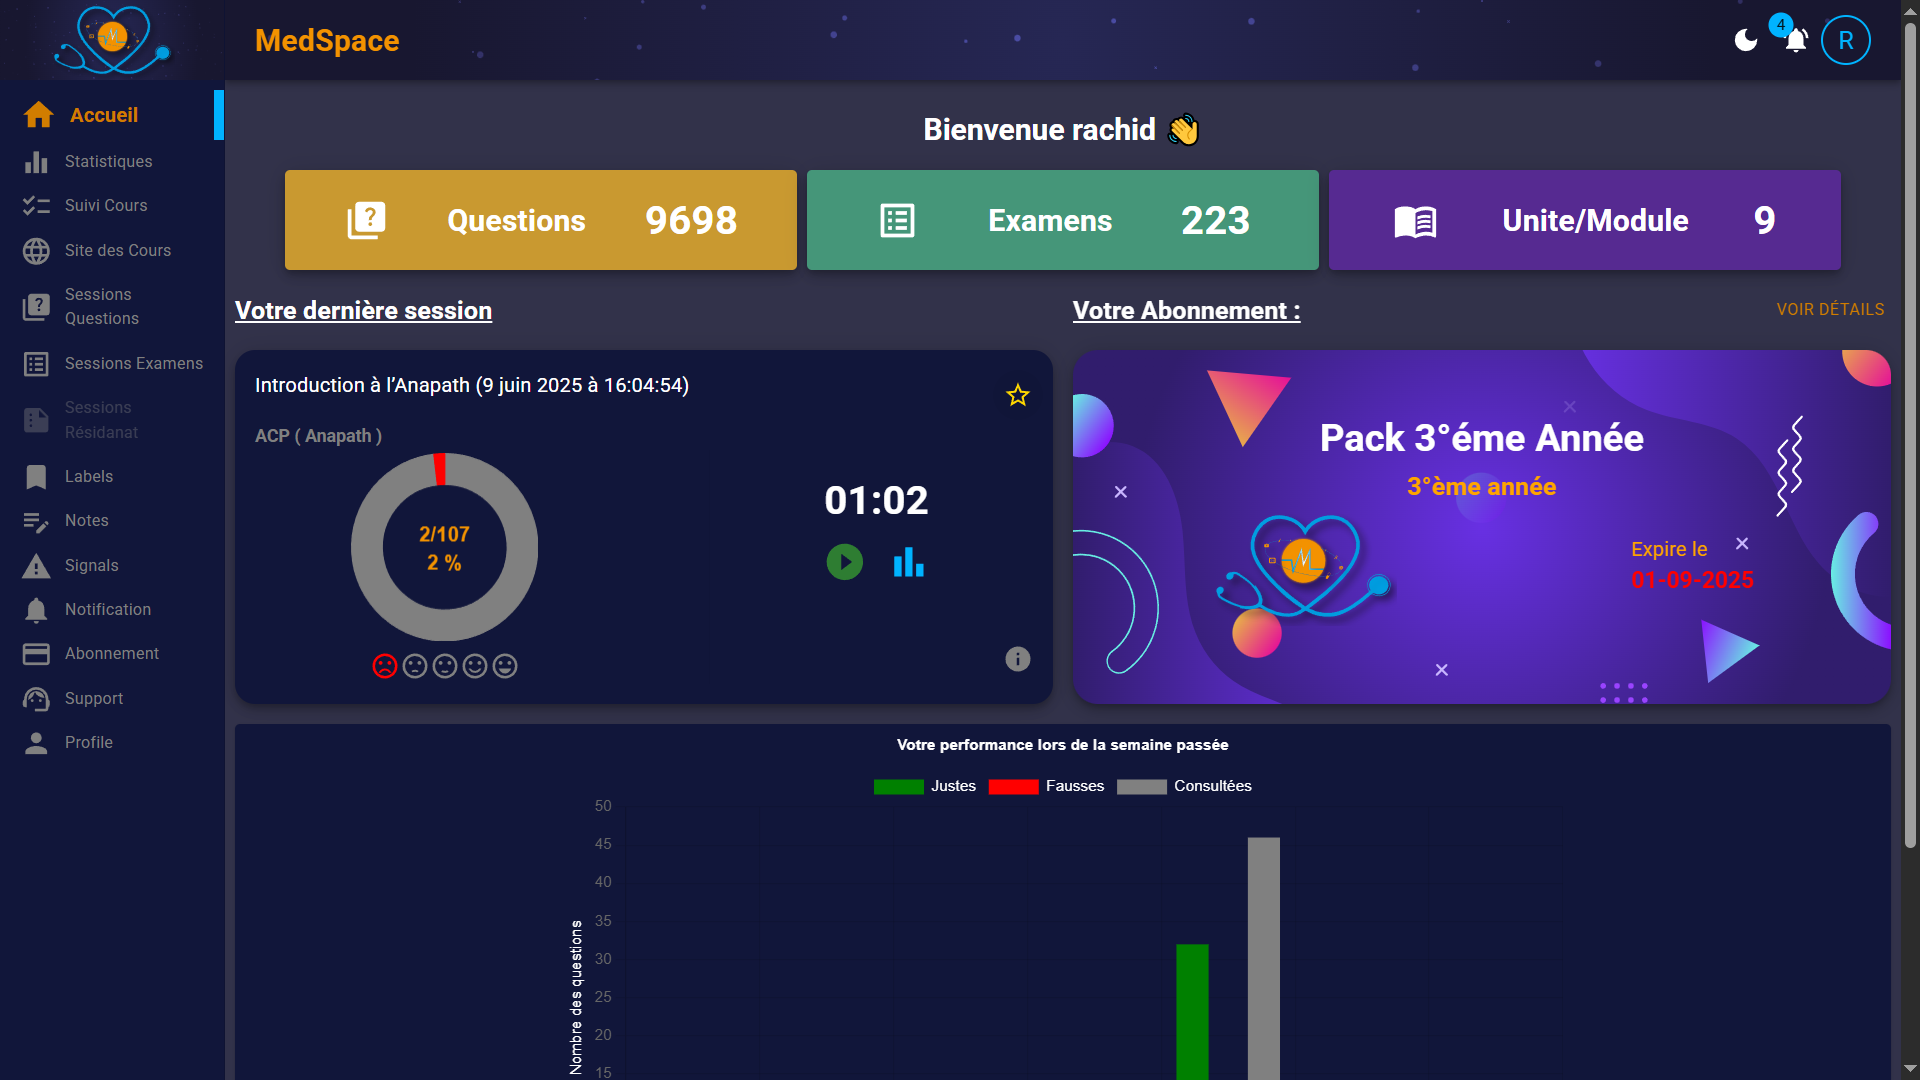 MedSpace
4
R
Accueil
Statistiques
Suivi Cours
Site des Cours
Sessions
Questions
Sessions Examens
Sessions
Résidanat
Labels
Notes
Signals
Notification
Abonnement
Support
Profile
Bienvenue rachid 👋
Questions 9698
Examens 223
Unite/Module 9
Votre dernière session
Introduction à l’Anapath (9 juin 2025 à 16:04:54)
ACP ( Anapath )
2/107
2 %
01:02
Votre Abonnement :
VOIR DÉTAILS
Pack 3°éme Année
3°ème année
Expire le
01-09-2025
Votre performance lors de la semaine passée
Justes Fausses Consultées
Nombre des questions
50
45
40
35
30
25
20
15